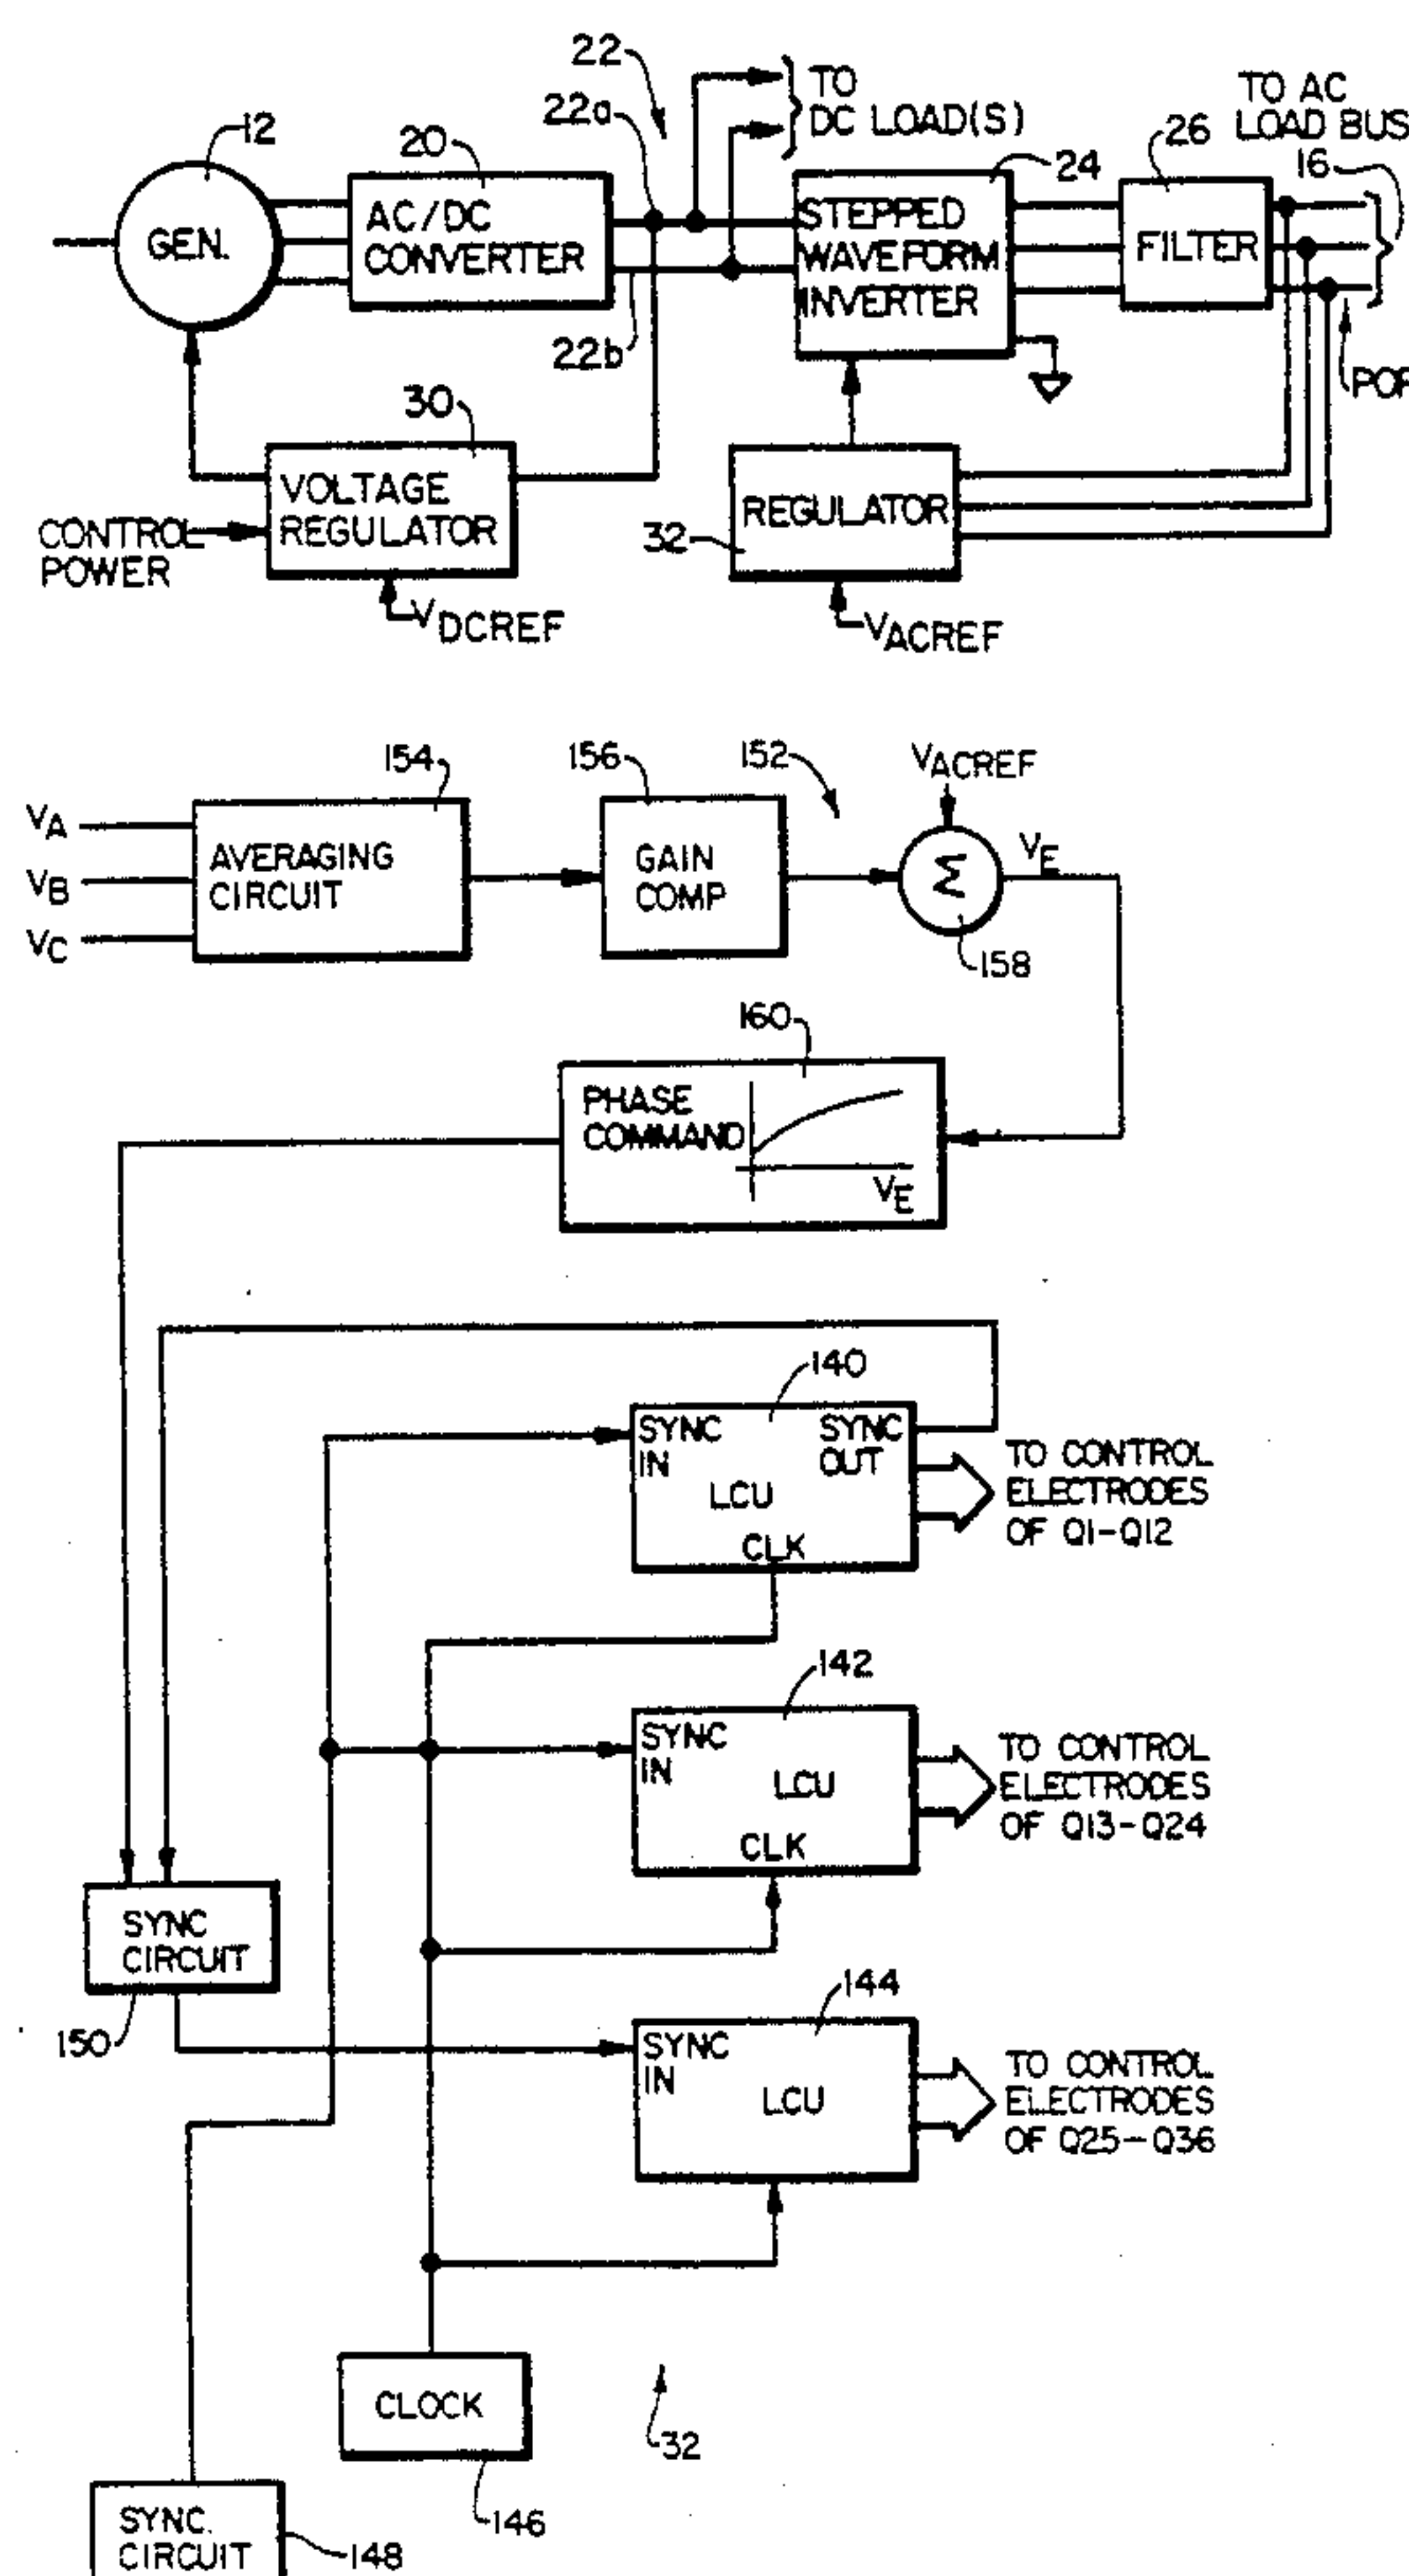 22
22a
TO
DC LOAD(S)
TO AC
LOAD BUS
12
20
24
26
16
GEN.
AC/DC
CONVERTER
STEPPED
WAVEFORM
INVERTER
FILTER
22b
POR
30
VOLTAGE
REGULATOR
REGULATOR
32
CONTROL
POWER
VDCREF
VACREF
154
156
152
VACREF
VA
VB
VC
AVERAGING
CIRCUIT
GAIN
COMP
Σ
VE
158
160
PHASE
COMMAND
VE
140
SYNC
IN
SYNC
OUT
LCU
CLK
TO CONTROL
ELECTRODES
OF Q1-Q12
142
SYNC
IN
LCU
CLK
TO CONTROL
ELECTRODES
OF Q13-Q24
SYNC
CIRCUIT
150
144
SYNC
IN
LCU
TO CONTROL
ELECTRODES
OF Q25-Q36
CLOCK
32
146
SYNC.
CIRCUIT
148